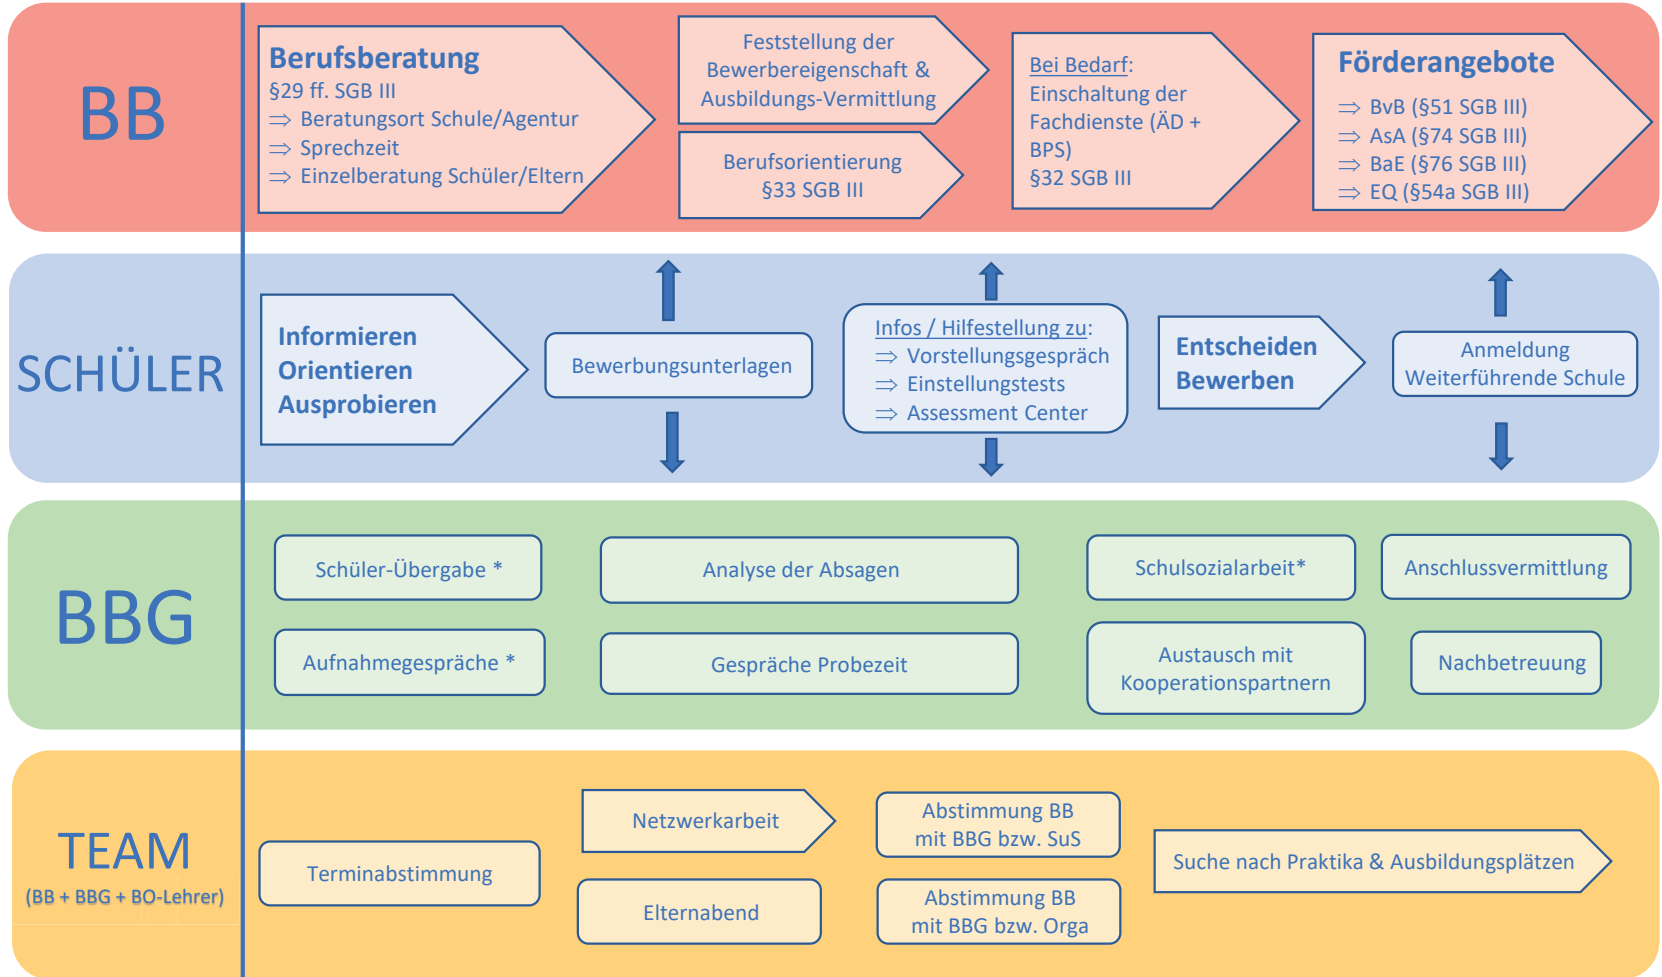 BB
Berufsberatung
§29 ff. SGB III
⇒ Beratungsort Schule/Agentur
⇒ Sprechzeit
⇒ Einzelberatung Schüler/Eltern
Feststellung der
Bewerbereigenschaft &
Ausbildungs-Vermittlung
Berufsorientierung
§33 SGB III
Bei Bedarf:
Einschaltung der
Fachdienste (ÄD +
BPS)
§32 SGB III
Förderangebote
⇒ BvB (§51 SGB III)
⇒ AsA (§74 SGB III)
⇒ BaE (§76 SGB III)
⇒ EQ (§54a SGB III)
SCHÜLER
Informieren
Orientieren
Ausprobieren
Bewerbungsunterlagen
Infos / Hilfestellung zu:
⇒ Vorstellungsgespräch
⇒ Einstellungstests
⇒ Assessment Center
Entscheiden
Bewerben
Anmeldung
Weiterführende Schule
BBG
Schüler-Übergabe *
Analyse der Absagen
Schulsozialarbeit*
Anschlussvermittlung
Aufnahmegespräche *
Gespräche Probezeit
Austausch mit
Kooperationspartnern
Nachbetreuung
TEAM
(BB + BBG + BO-Lehrer)
Terminabstimmung
Netzwerkarbeit
Elternabend
Abstimmung BB
mit BBG bzw. SuS
Abstimmung BB
mit BBG bzw. Orga
Suche nach Praktika & Ausbildungsplätzen